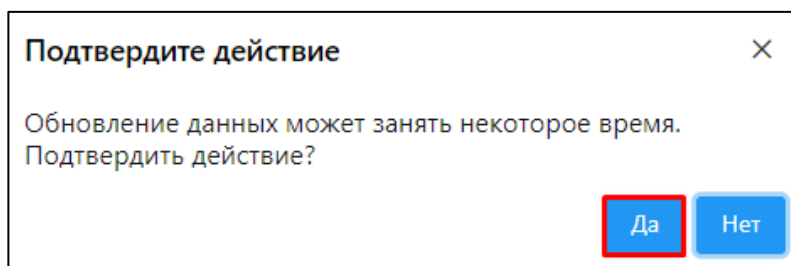 Подтвердите действие
Обновление данных может занять некоторое время.
Подтвердить действие?
Да Нет